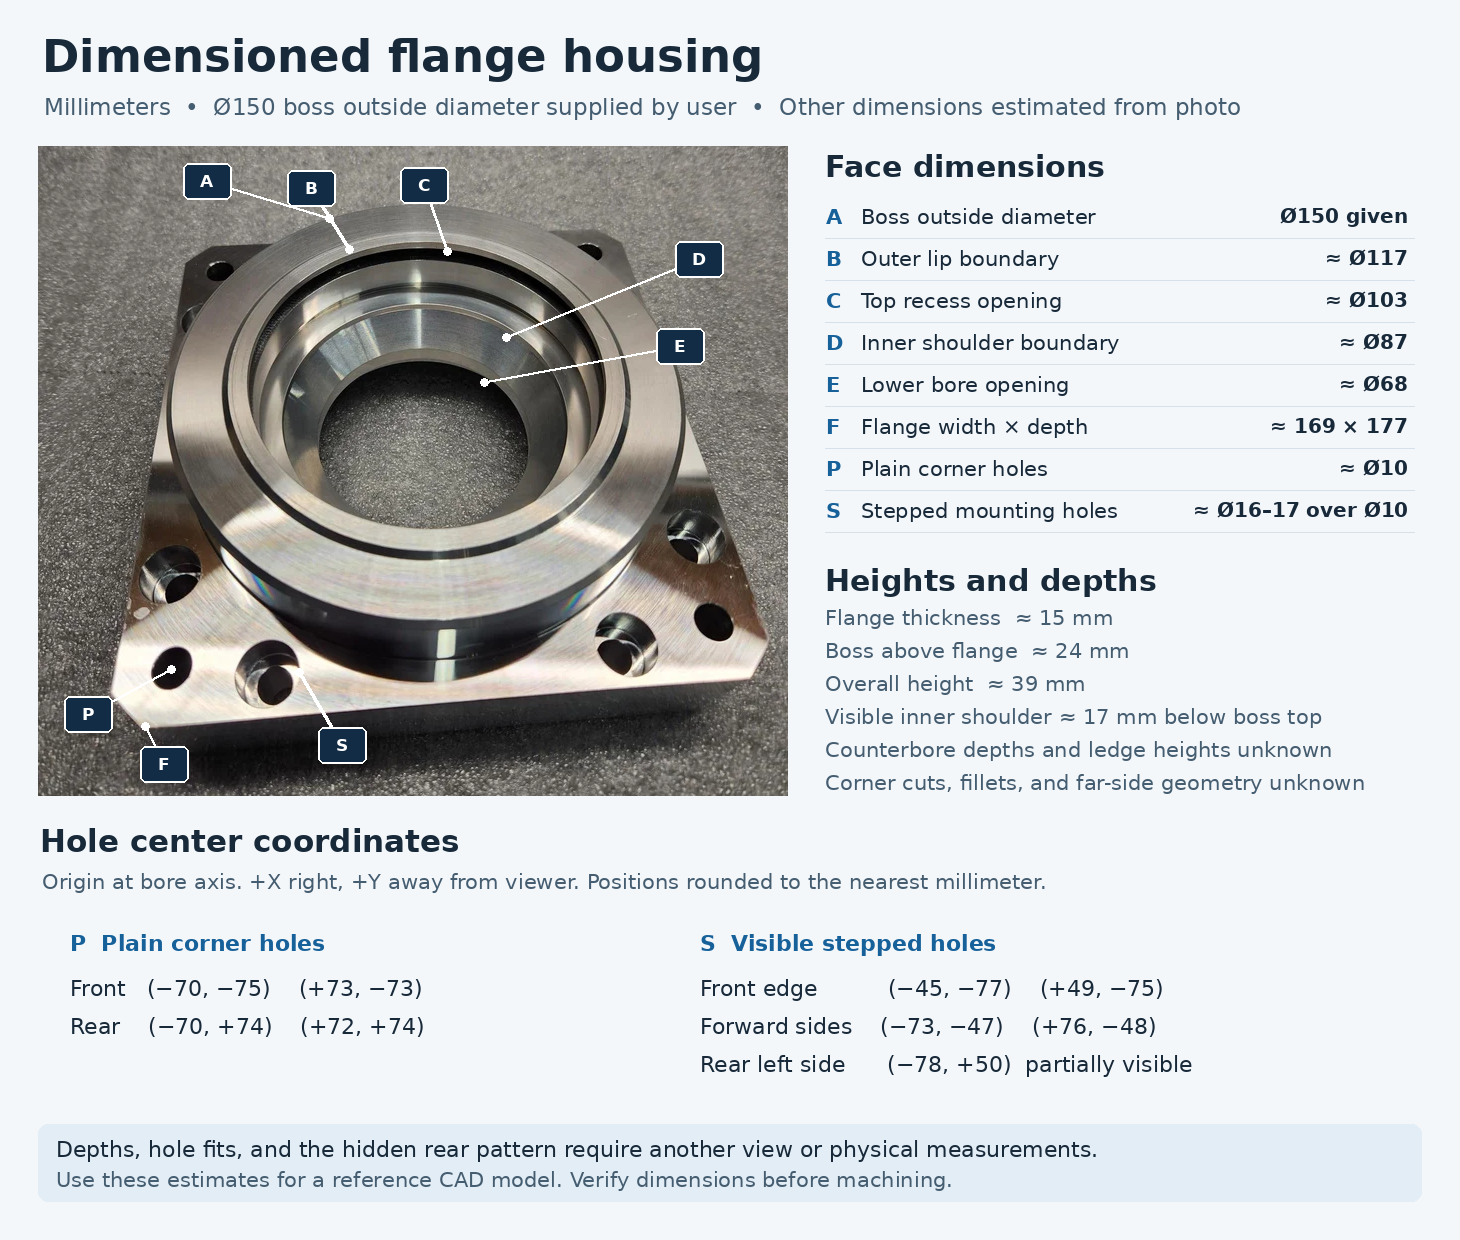 Dimensioned flange housing
Millimeters • Ø150 boss outside diameter supplied by user • Other dimensions estimated from photo
A
B
C
D
E
P
F
S
Face dimensions
A Boss outside diameter Ø150 given
B Outer lip boundary ≈ Ø117
C Top recess opening ≈ Ø103
D Inner shoulder boundary ≈ Ø87
E Lower bore opening ≈ Ø68
F Flange width × depth ≈ 169 × 177
P Plain corner holes ≈ Ø10
S Stepped mounting holes ≈ Ø16–17 over Ø10
Heights and depths
Flange thickness ≈ 15 mm
Boss above flange ≈ 24 mm
Overall height ≈ 39 mm
Visible inner shoulder ≈ 17 mm below boss top
Counterbore depths and ledge heights unknown
Corner cuts, fillets, and far-side geometry unknown
Hole center coordinates
Origin at bore axis. +X right, +Y away from viewer. Positions rounded to the nearest millimeter.
P Plain corner holes
Front (−70, −75) (+73, −73)
Rear (−70, +74) (+72, +74)
S Visible stepped holes
Front edge (−45, −77) (+49, −75)
Forward sides (−73, −47) (+76, −48)
Rear left side (−78, +50) partially visible
Depths, hole fits, and the hidden rear pattern require another view or physical measurements.
Use these estimates for a reference CAD model. Verify dimensions before machining.